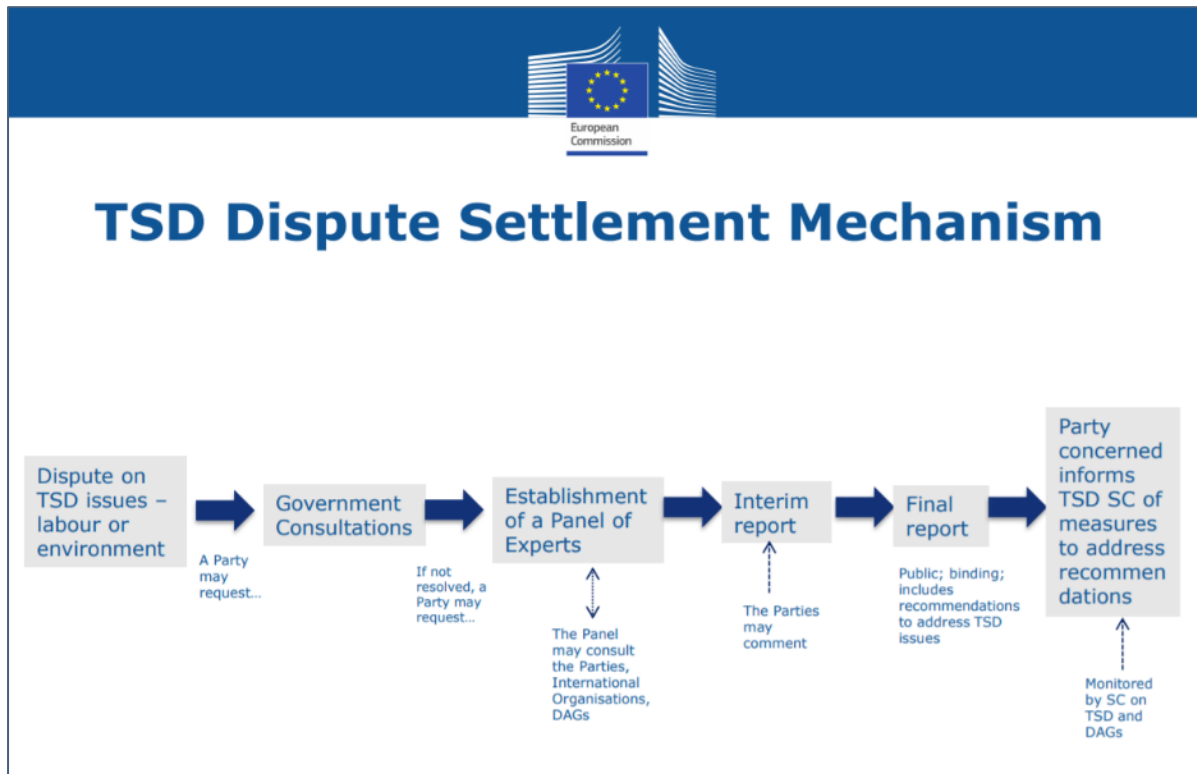 European
Commission
TSD Dispute Settlement Mechanism
Dispute on
TSD issues –
labour or
environment
A Party
may
request…
Government
Consultations
If not
resolved, a
Party may
request…
Establishment
of a Panel of
Experts
The Panel
may consult
the Parties,
International
Organisations,
DAGs
Interim
report
The Parties
may
comment
Final
report
Public; binding;
includes
recommendations
to address TSD
issues
Party
concerned
informs
TSD SC of
measures
to address
recommen
dations
Monitored
by SC on
TSD and
DAGs